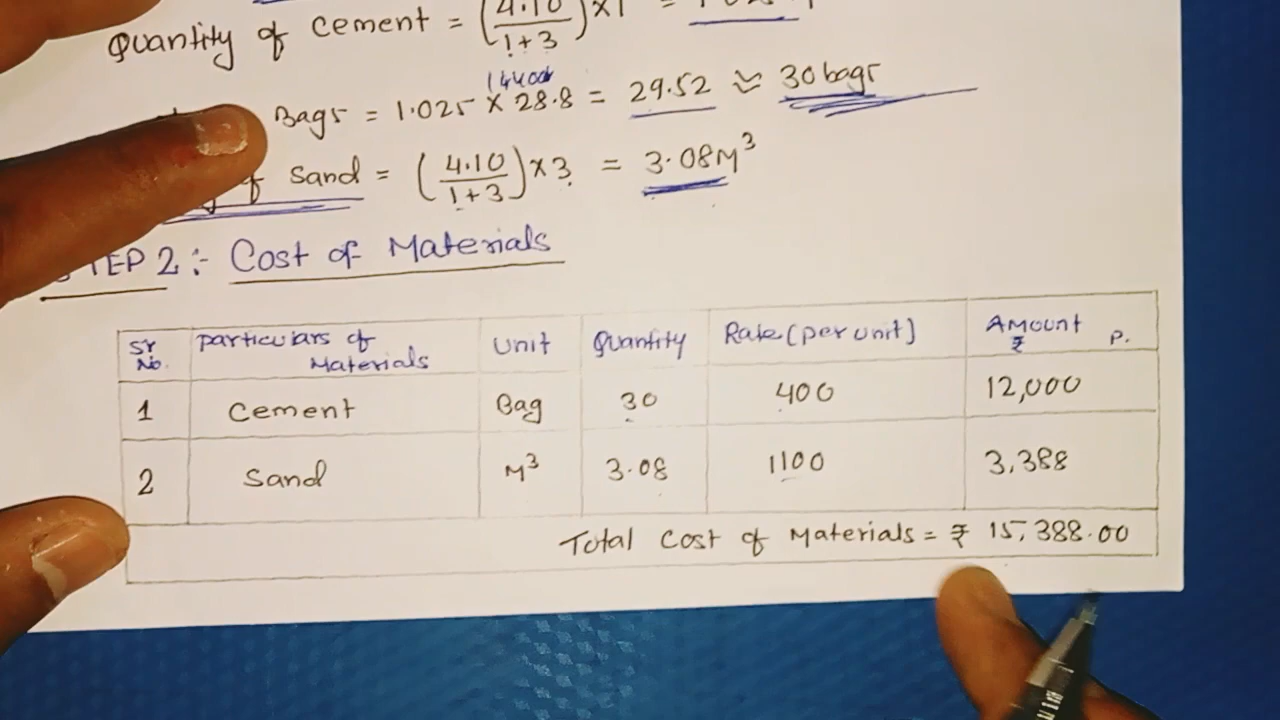 Quantity of Cement = (4.10/1+3)×1 =
Bags = 1.025 × 28.8 = 29.52 ≈ 30 bags
of Sand = (4.10/1+3)×3 = 3.08 M³
STEP 2 :- Cost of Materials
Sr No. Particulars of Materials Unit Quantity Rate (per unit) Amount ₹ P.
1 Cement Bag 30 400 12,000
2 Sand M³ 3.08 1100 3,388
Total Cost of Materials = ₹ 15,388.00